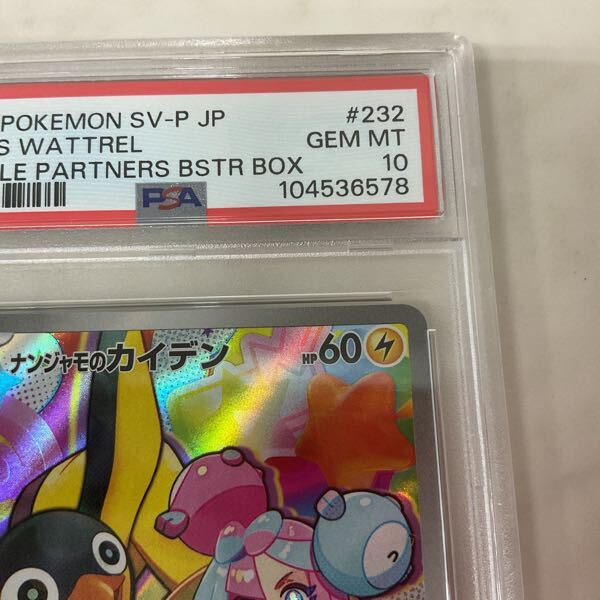 POKEMON SV-P JP #232
S WATTREL GEM MT
LE PARTNERS BSTR BOX 10
PSA 104536578
ナンジャモのカイデン HP60